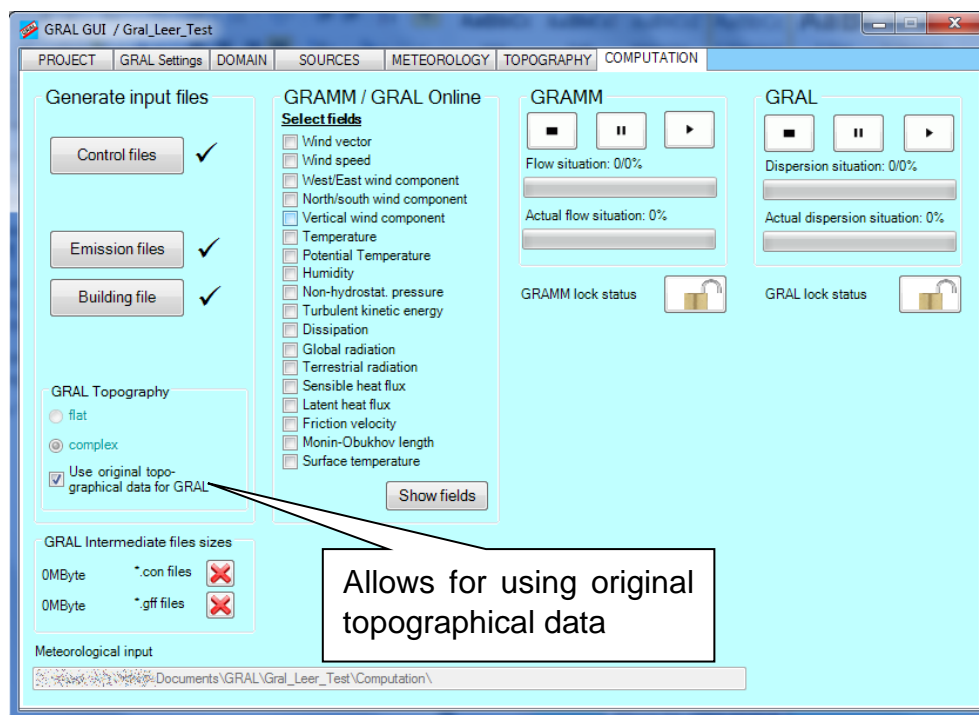 GRAL GUI / Gral_Leer_Test
PROJECT GRAL Settings DOMAIN SOURCES METEOROLOGY TOPOGRAPHY COMPUTATION
Generate input files
Control files
Emission files
Building file
GRAL Topography
flat
complex
Use original topo-
graphical data for GRAL
GRAL Intermediate files sizes
0MByte *.con files
0MByte *.gff files
GRAMM / GRAL Online
Select fields
Wind vector
Wind speed
West/East wind component
North/south wind component
Vertical wind component
Temperature
Potential Temperature
Humidity
Non-hydrostat. pressure
Turbulent kinetic energy
Dissipation
Global radiation
Terrestrial radiation
Sensible heat flux
Latent heat flux
Friction velocity
Monin-Obukhov length
Surface temperature
Show fields
GRAMM
Flow situation: 0/0%
Actual flow situation: 0%
GRAMM lock status
GRAL
Dispersion situation: 0/0%
Actual dispersion situation: 0%
GRAL lock status
Allows for using original
topographical data
Meteorological input
Documents\GRAL\Gral_Leer_Test\Computation\